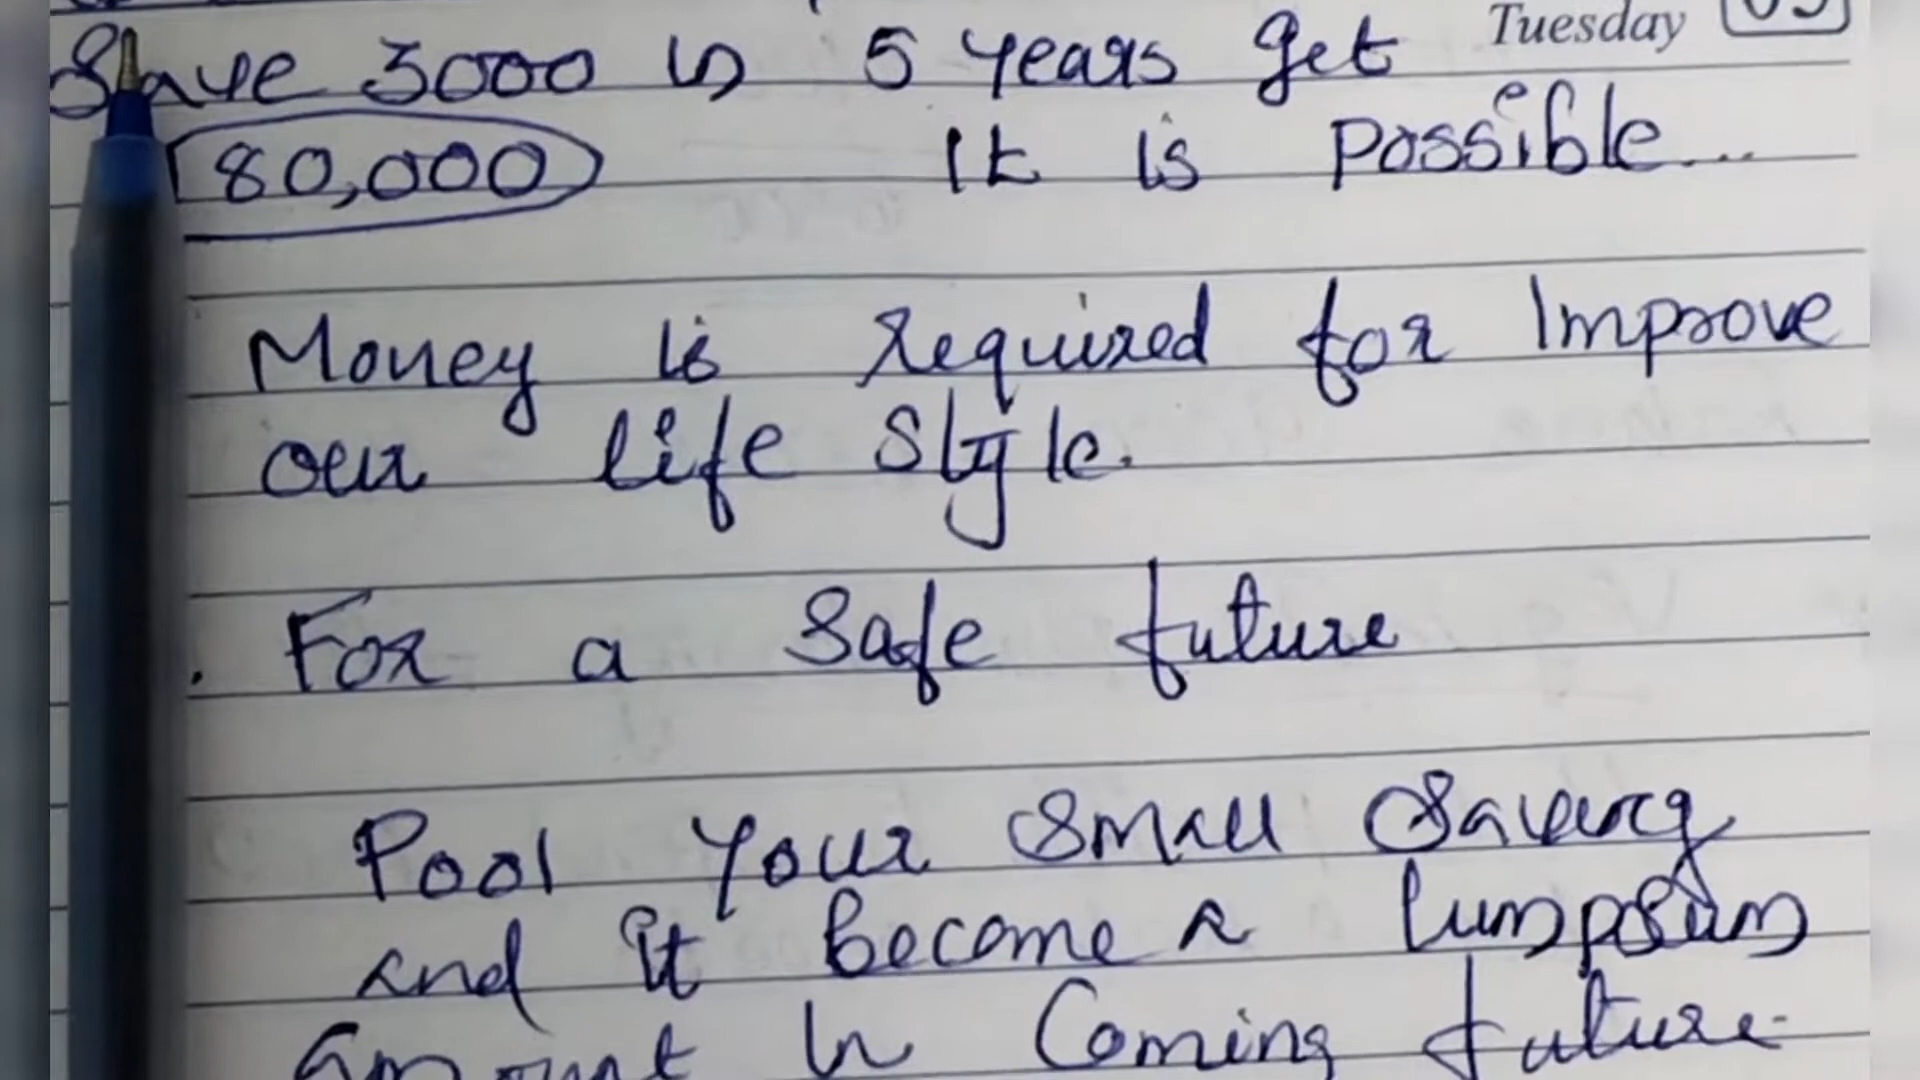 Tuesday
Save 3000 in 5 years get
80,000 It is possible...
Money is required for Improve
our life style.
. For a Safe future
Pool your small saving
and it become a lumpsum
Amount in Coming future.